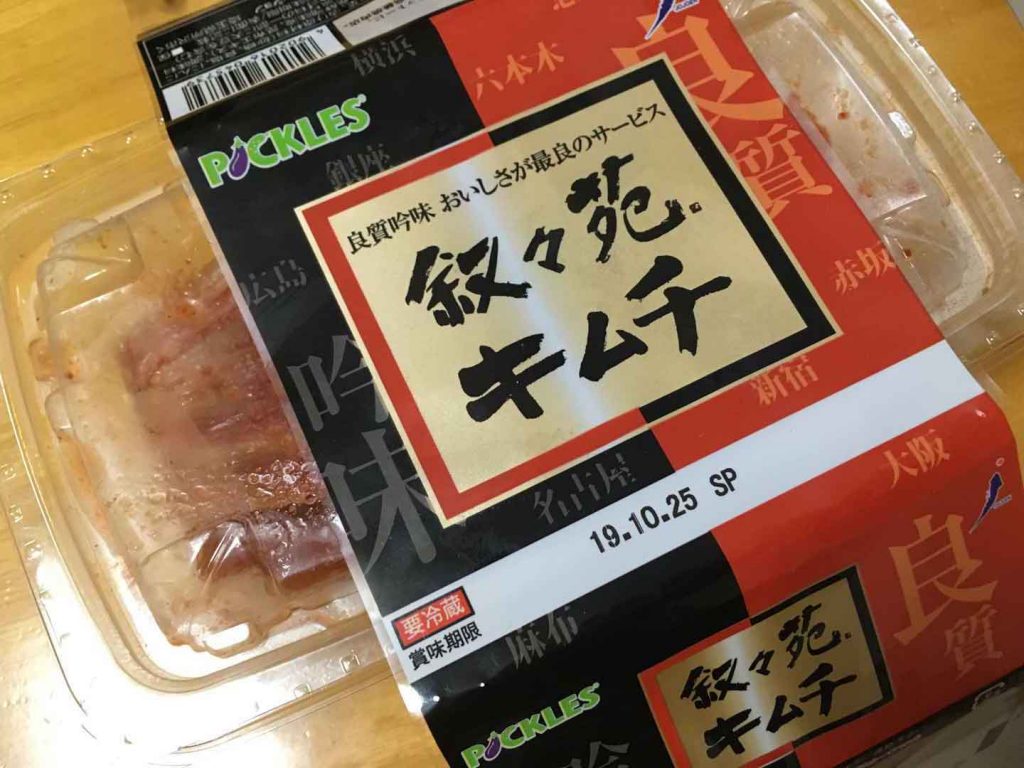 横浜
六本木
良質
PICKLES
銀座
良質吟味 おいしさが最良のサービス
叙々苑
キムチ
広島
赤坂
吟味
新宿
名古屋
大阪
19.10.25 SP
要冷蔵
賞味期限
麻布
良質
叙々苑
キムチ
PICKLES